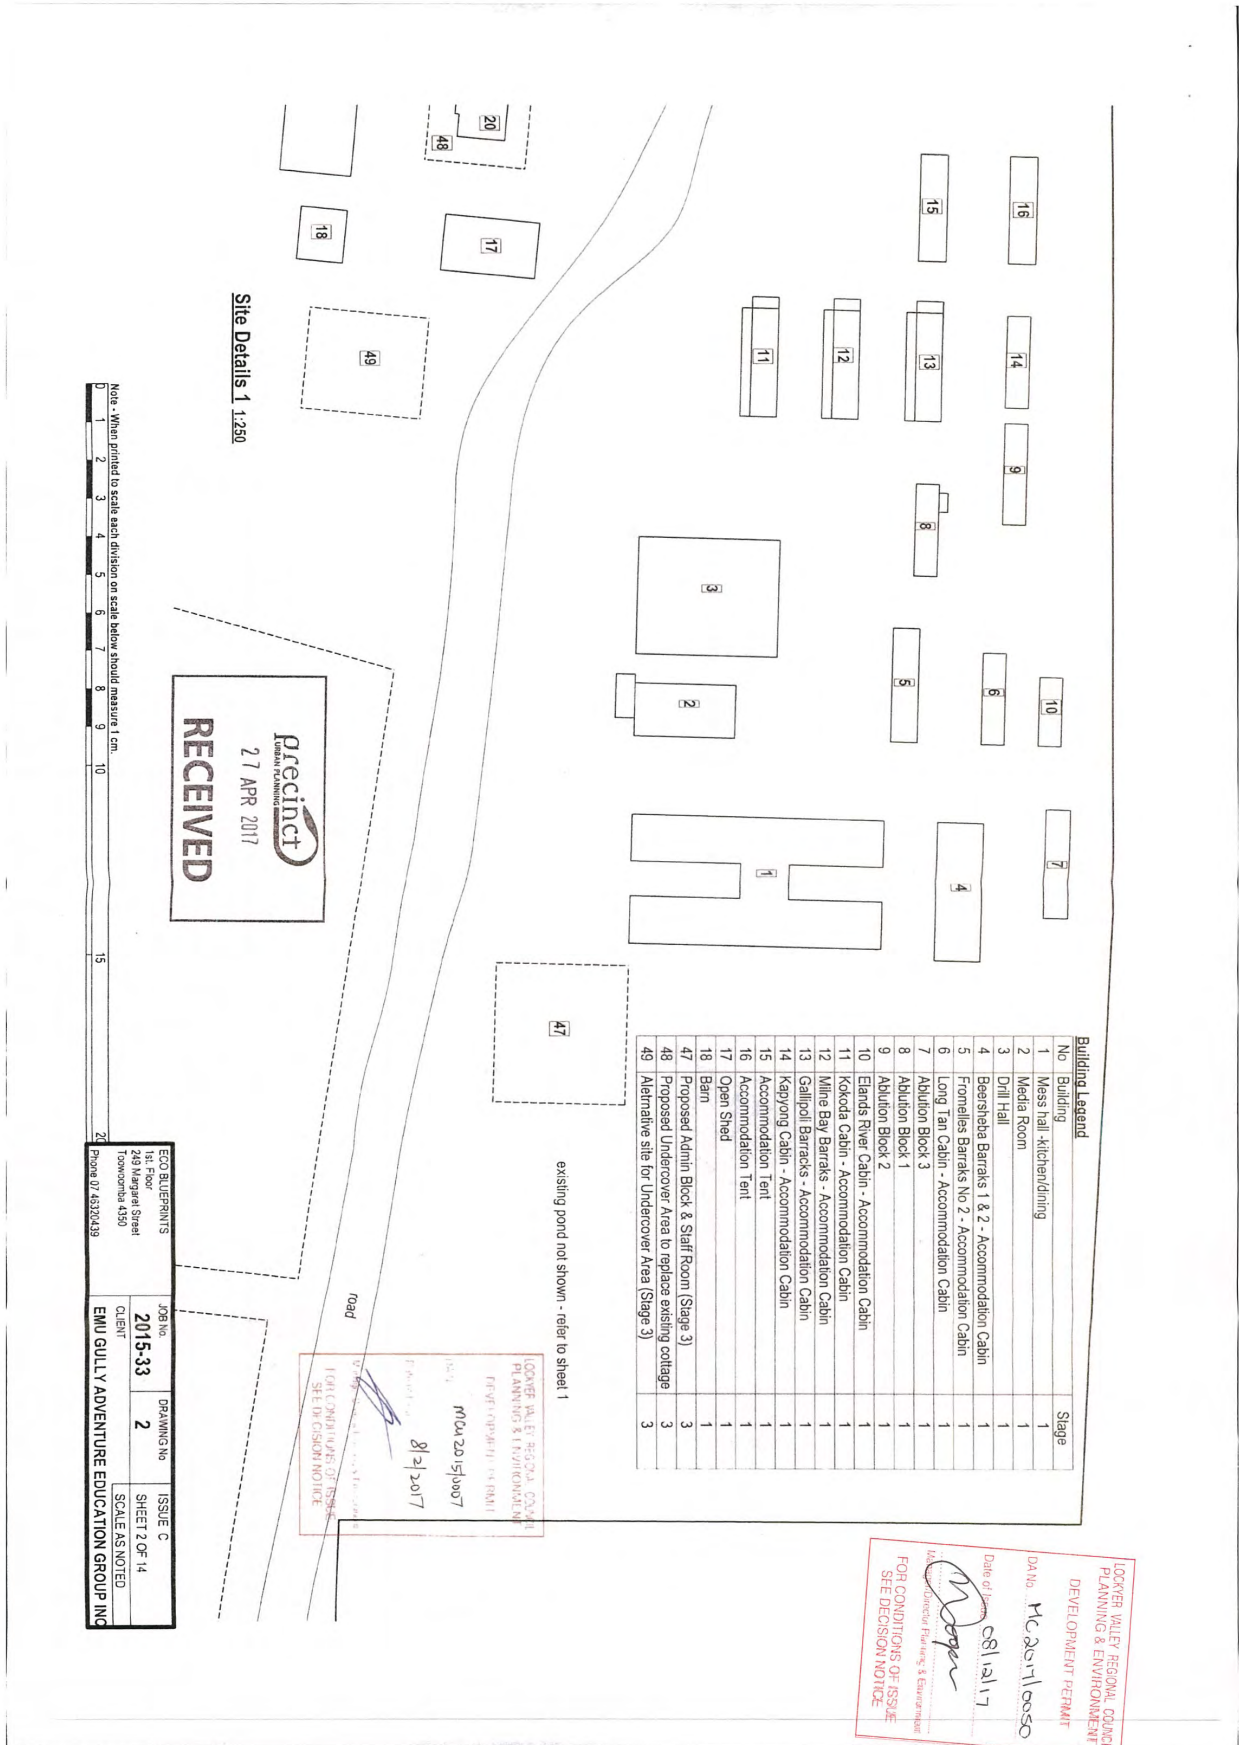 Building Legend
No Building Stage
1 Mess hall -kitchen/dining 1
2 Media Room 1
3 Drill Hall 1
4 Beersheba Barraks 1 & 2 - Accommodation Cabin 1
5 Fromelles Barraks No 2 - Accommodation Cabin 1
6 Long Tan Cabin - Accommodation Cabin 1
7 Ablution Block 3 1
8 Ablution Block 1 1
9 Ablution Block 2 1
10 Elands River Cabin - Accommodation Cabin 1
11 Kokoda Cabin - Accommodation Cabin 1
12 Milne Bay Barraks - Accommodation Cabin 1
13 Gallipoli Barracks - Accommodation Cabin 1
14 Kapyong Cabin - Accommodation Cabin 1
15 Accommodation Tent 1
16 Accommodation Tent 1
17 Open Shed 1
18 Barn 1
47 Proposed Admin Block & Staff Room (Stage 3) 3
48 Proposed Undercover Area to replace existing cottage 3
49 Aletrnative site for Undercover Area (Stage 3) 3
16
14
9
10
7
15
13
8
6
4
12
5
11
3
2
1
47
20
48
17
18
49
existing pond not shown - refer to sheet 1
road
Site Details 1 1:250
precinct
URBAN PLANNING
27 APR 2017
RECEIVED
LOCKYER VALLEY REGIONAL COUNCIL
PLANNING & ENVIRONMENT
DEVELOPMENT PERMIT
MCU2015/0007
8/2/2017
FOR CONDITIONS OF ISSUE
SEE DECISION NOTICE
LOCKYER VALLEY REGIONAL COUNCI
PLANNING & ENVIRONMENT
DEVELOPMENT PERMIT
DA No. MC2017/0050
Date of Issue 08/12/17
Manager/Director Planning & Environment
FOR CONDITIONS OF ISSUE
SEE DECISION NOTICE
Note - When printed to scale each division on scale below should measure 1 cm.
0 1 2 3 4 5 6 7 8 9 10 15 20
ECO BLUEPRINTS
1st. Floor
249 Margaret Street
Toowoomba 4350
Phone 07 46320439
JOB No.
2015-33
DRAWING No
2
ISSUE C
SHEET 2 OF 14
SCALE AS NOTED
CLIENT
EMU GULLY ADVENTURE EDUCATION GROUP INC